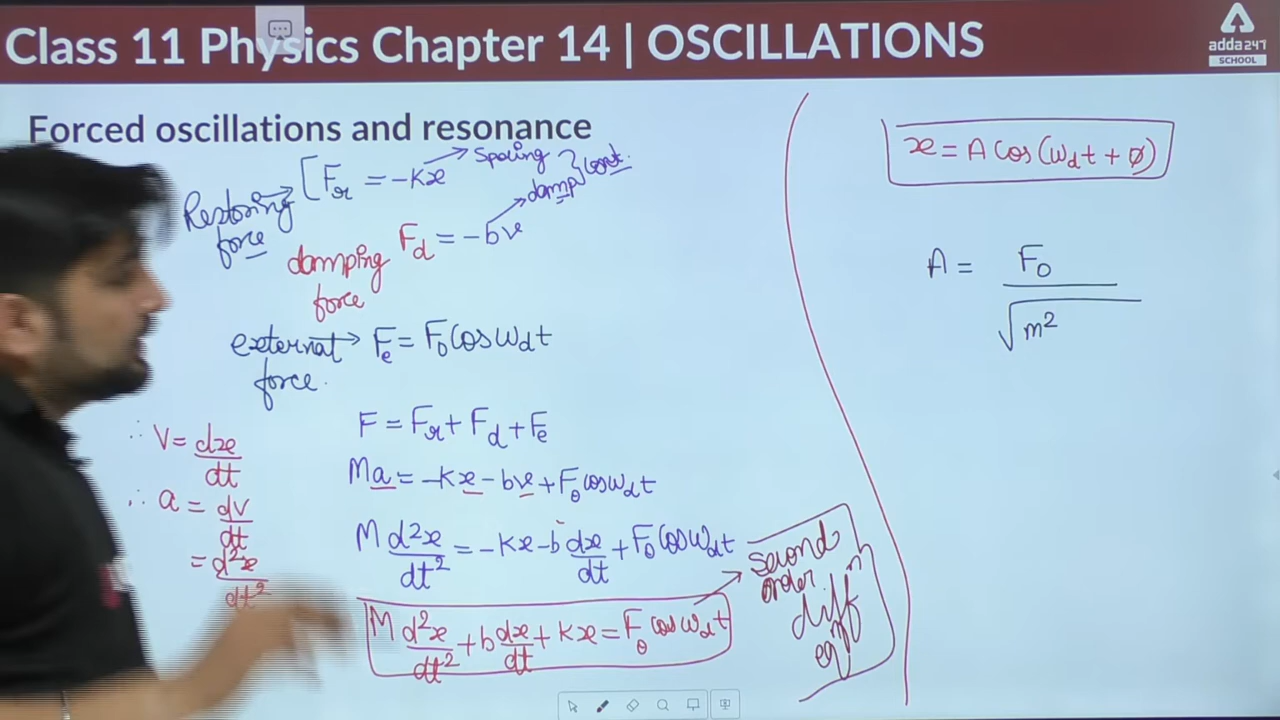 Class 11 Physics Chapter 14 | OSCILLATIONS
adda247
SCHOOL
Forced oscillations and resonance
Restoring force → [Fr = -Kx → Spring
damp } const.
damping force Fd = -bv
external force. → Fe = F0 Cos ωdt
F = Fr + Fd + Fe
Ma = -Kx - bv + F0 cos ωdt
M d²x/dt² = -Kx - b dx/dt + F0 Cos ωdt
M d²x/dt² + b dx/dt + Kx = F0 cos ωdt
second order diff eqn
∴ V = dx/dt
∴ a = dV/dt
= d²x/dt²
x = A Cos (ωdt + ø)
A = F0/√m²